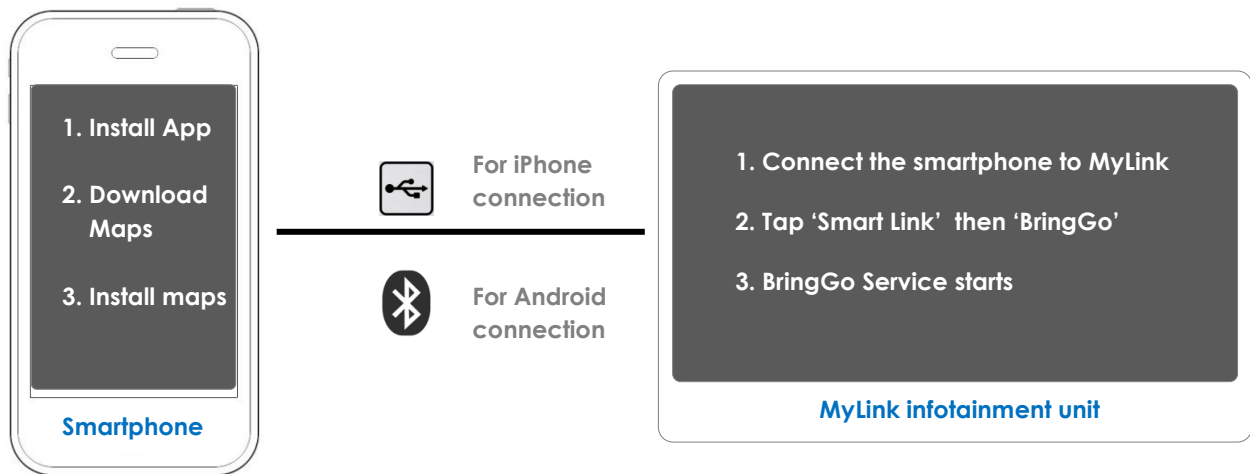 1. Install App
2. Download
Maps
3. Install maps
Smartphone
For iPhone
connection
For Android
connection
1. Connect the smartphone to MyLink
2. Tap ‘Smart Link’ then ‘BringGo’
3. BringGo Service starts
MyLink infotainment unit